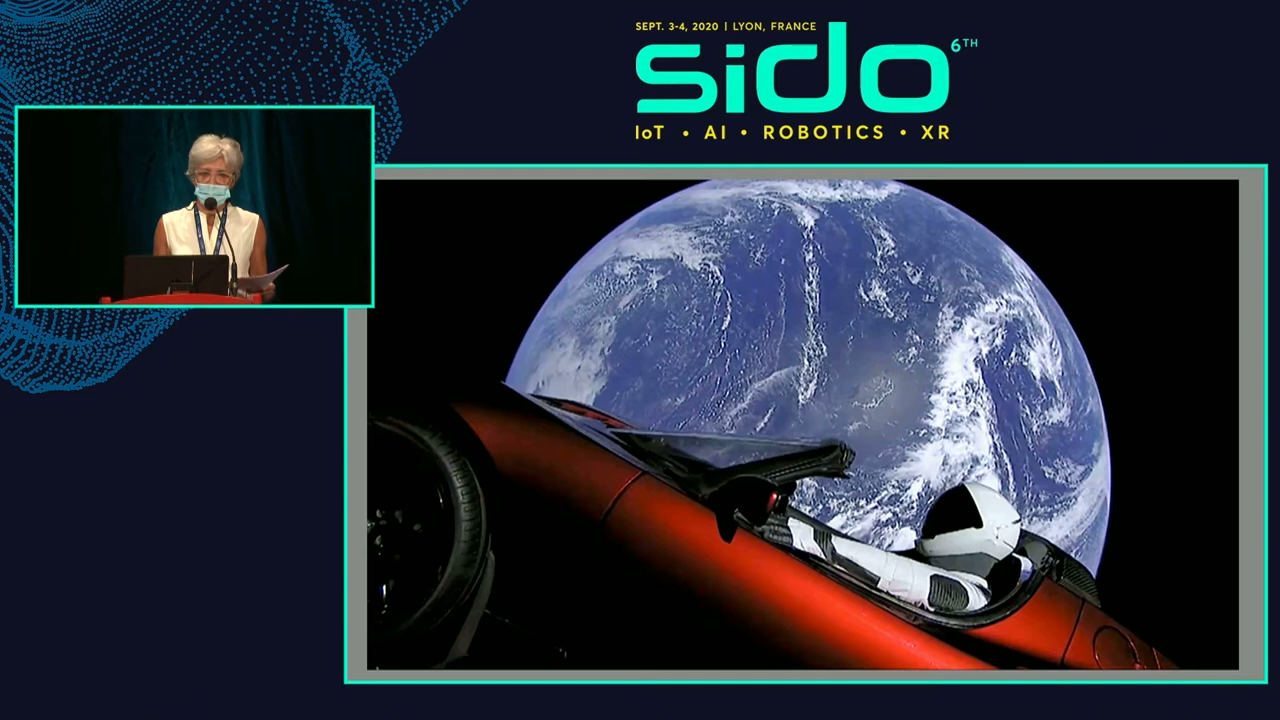 SEPT. 3-4, 2020 | LYON, FRANCE
sido 6TH
IoT • AI • ROBOTICS • XR